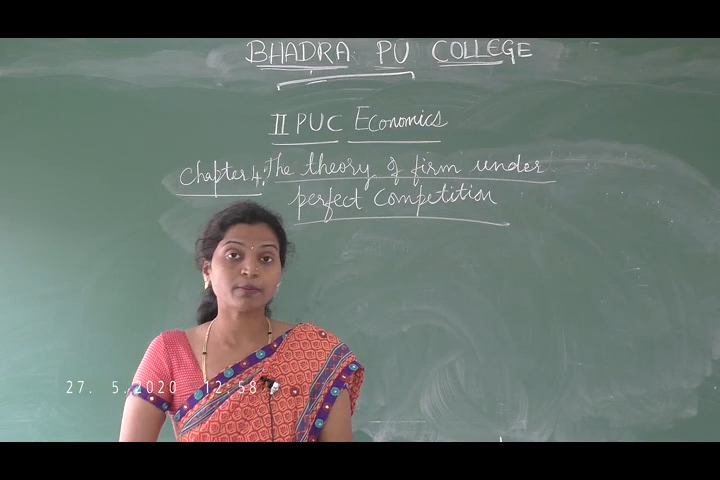 BHADRA PU COLLEGE
II PUC Economics
Chapter 4: The theory of firm under
perfect Competition
27. 5.2020 12:58